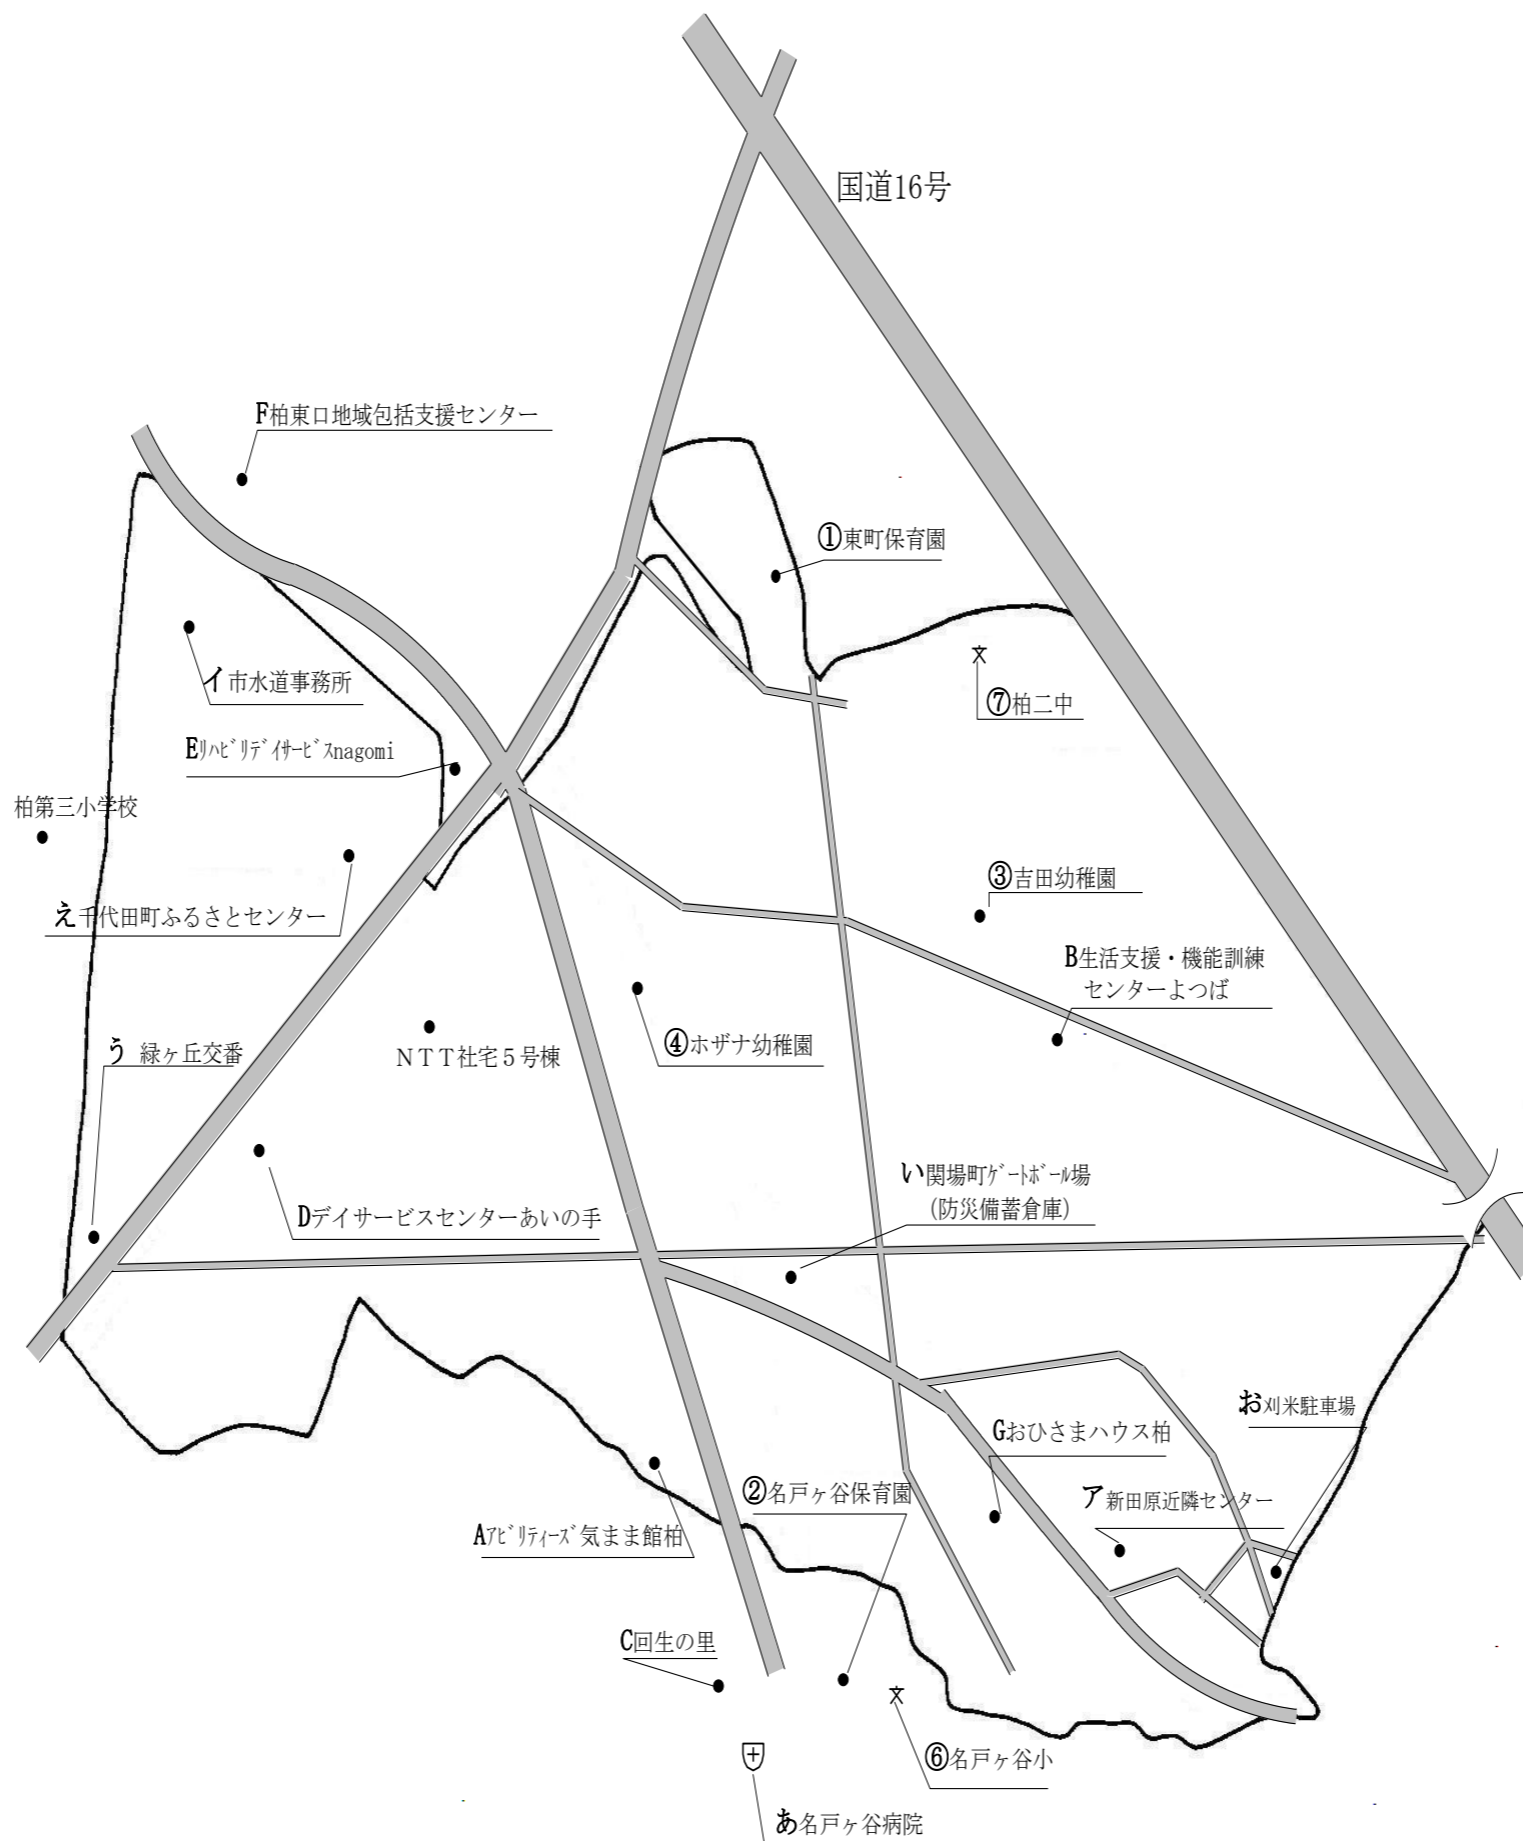 国道16号
F柏東口地域包括支援センター
①東町保育園
イ市水道事務所
⑦柏二中
Eﾘﾊﾋﾞﾘﾃﾞｲｻｰﾋﾞｽnagomi
柏第三小学校
③吉田幼稚園
え千代田町ふるさとセンター
B生活支援・機能訓練
センターよつば
う 緑ヶ丘交番
④ホザナ幼稚園
ＮＴＴ社宅５号棟
い関場町ｹﾞｰﾄﾎﾞｰﾙ場
(防災備蓄倉庫)
Dデイサービスセンターあいの手
お刈米駐車場
Gおひさまハウス柏
②名戸ヶ谷保育園
ア新田原近隣センター
Aｱﾋﾞﾘﾃｨｰｽﾞ気まま館柏
C回生の里
⑥名戸ヶ谷小
あ名戸ヶ谷病院